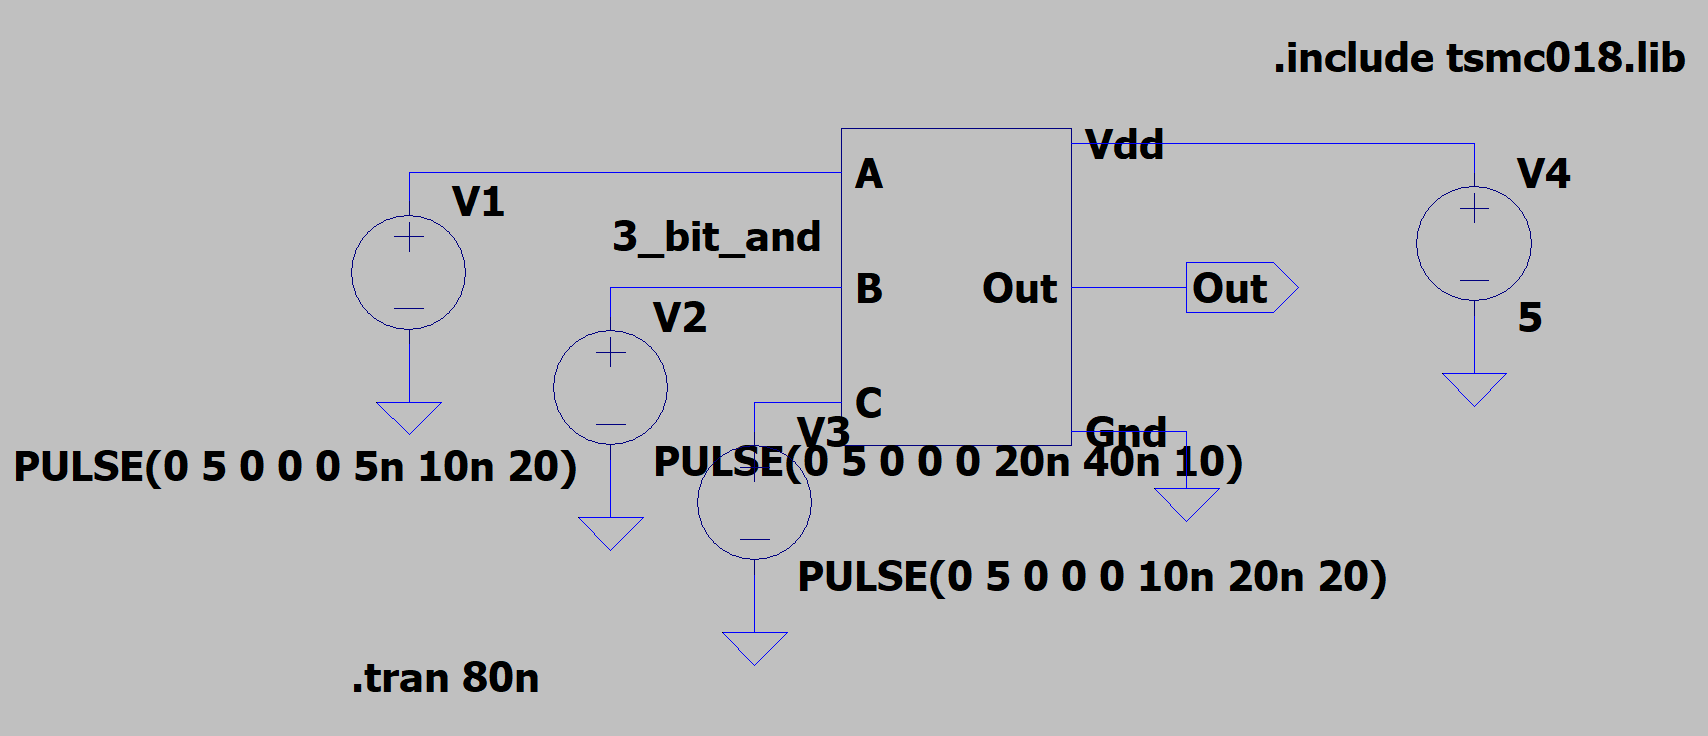 .include tsmc018.lib
Vdd
A
V4
V1
3_bit_and
B
Out
Out
V2
5
C
V3
Gnd
PULSE(0 5 0 0 0 5n 10n 20)
PULSE(0 5 0 0 0 20n 40n 10)
PULSE(0 5 0 0 0 10n 20n 20)
.tran 80n